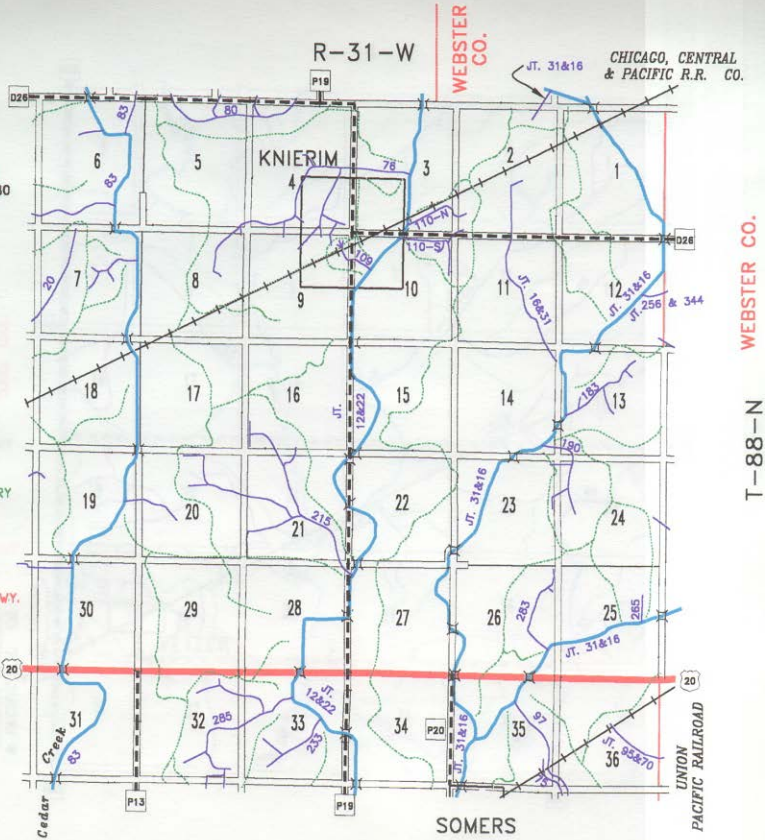 R-31-W
WEBSTER
CO.
CHICAGO, CENTRAL
& PACIFIC R.R. CO.
JT. 31&16
P19
D26
83
80
6
5
KNIERIM
4
78
3
2
1
83
110-N
110-S
D26
109
20
7
8
9
10
11
JT. 16&31
12
JT. 31&16
JT.256 & 344
WEBSTER CO.
T-88-N
18
17
16
JT.
12&22
15
14
183
13
190
19
20
21
215
22
JT. 31&16
23
24
RY
WY.
30
29
28
27
26
283
25
265
JT. 31&16
20
20
31
Creek
Cedar
83
32
285
33
JT.
12&22
233
34
P20
JT. 31&16
35
97
75
36
JT. 95&70
UNION
PACIFIC RAILROAD
P13
P19
SOMERS